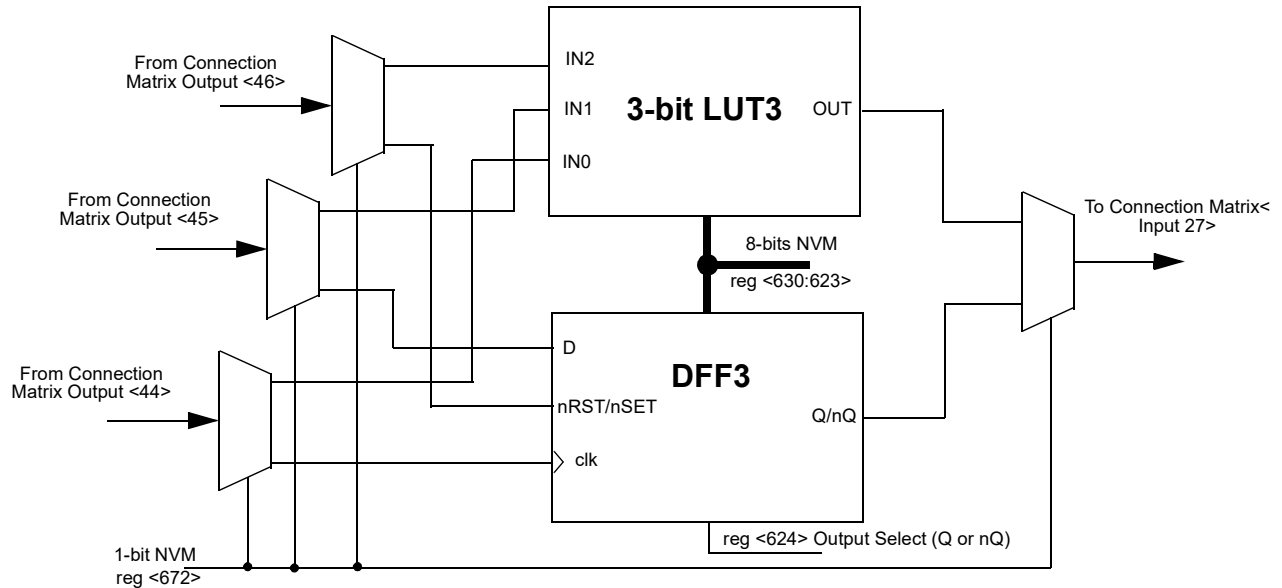 From Connection
Matrix Output <46>
IN2
IN1
IN0
3-bit LUT3
OUT
From Connection
Matrix Output <45>
To Connection Matrix<
Input 27>
8-bits NVM
reg <630:623>
From Connection
Matrix Output <44>
D
nRST/nSET
clk
DFF3
Q/nQ
reg <624> Output Select (Q or nQ)
1-bit NVM
reg <672>